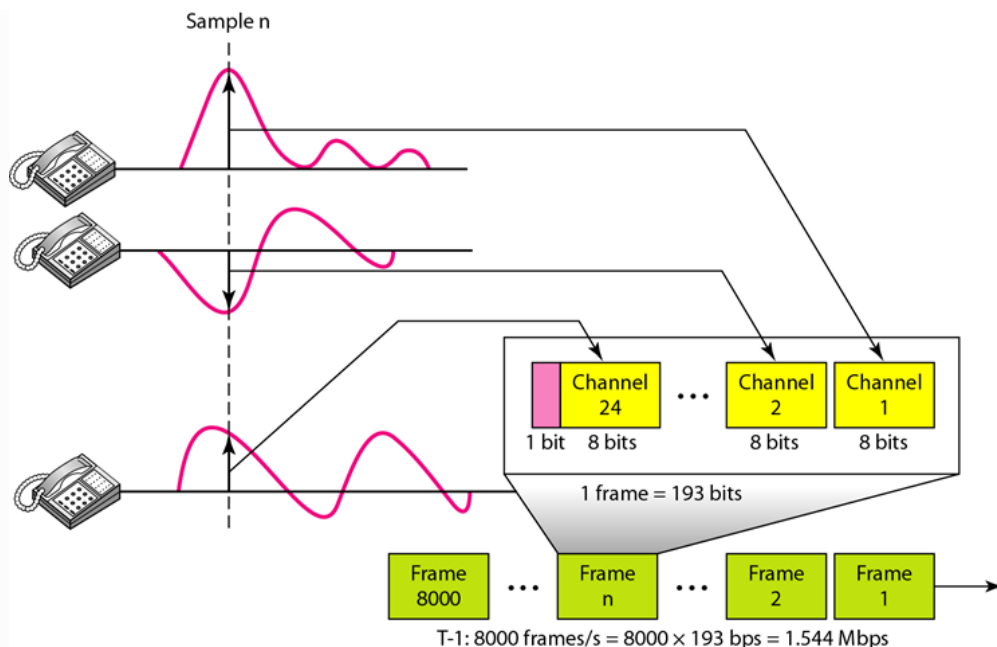 Sample n
Channel
24
•••
Channel
2
Channel
1
1 bit
8 bits
8 bits
8 bits
1 frame = 193 bits
Frame
8000
•••
Frame
n
•••
Frame
2
Frame
1
T-1: 8000 frames/s = 8000 × 193 bps = 1.544 Mbps